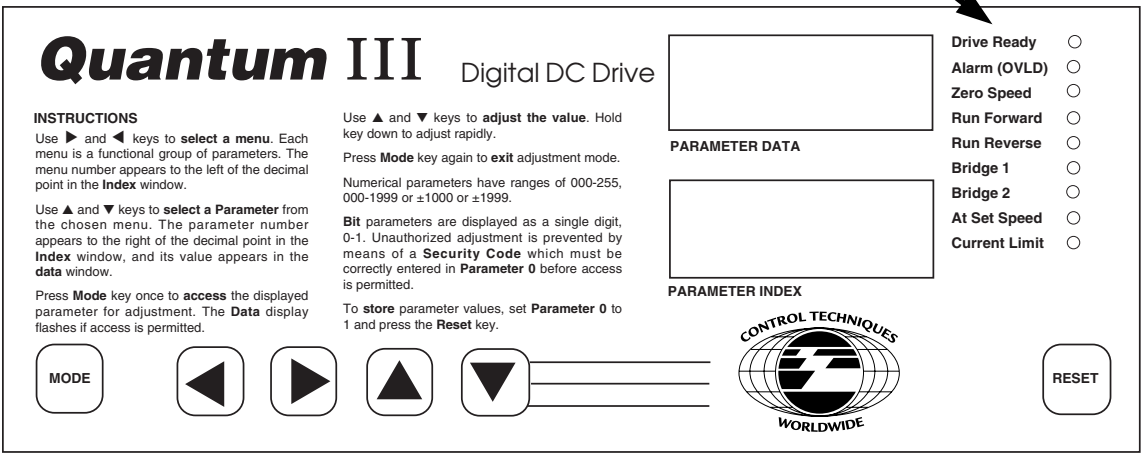 Quantum III Digital DC Drive
INSTRUCTIONS
Use ▶ and ◀ keys to select a menu. Each
menu is a functional group of parameters. The
menu number appears to the left of the decimal
point in the Index window.
Use ▲ and ▼ keys to select a Parameter from
the chosen menu. The parameter number
appears to the right of the decimal point in the
Index window, and its value appears in the
data window.
Press Mode key once to access the displayed
parameter for adjustment. The Data display
flashes if access is permitted.
Use ▲ and ▼ keys to adjust the value. Hold
key down to adjust rapidly.
Press Mode key again to exit adjustment mode.
Numerical parameters have ranges of 000-255,
000-1999 or ±1000 or ±1999.
Bit parameters are displayed as a single digit,
0-1. Unauthorized adjustment is prevented by
means of a Security Code which must be
correctly entered in Parameter 0 before access
is permitted.
To store parameter values, set Parameter 0 to
1 and press the Reset key.
PARAMETER DATA
PARAMETER INDEX
Drive Ready
Alarm (OVLD)
Zero Speed
Run Forward
Run Reverse
Bridge 1
Bridge 2
At Set Speed
Current Limit
MODE
CONTROL TECHNIQUES
WORLDWIDE
RESET